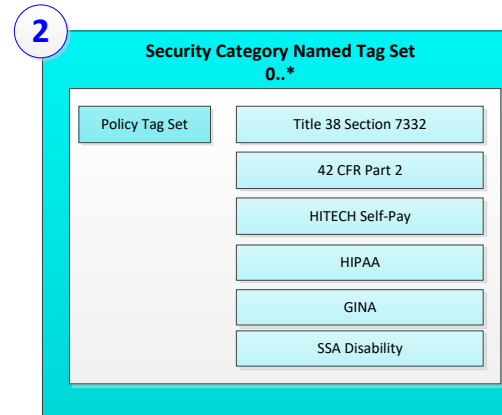 2
Security Category Named Tag Set
0..*
Policy Tag Set
Title 38 Section 7332
42 CFR Part 2
HITECH Self-Pay
HIPAA
GINA
SSA Disability